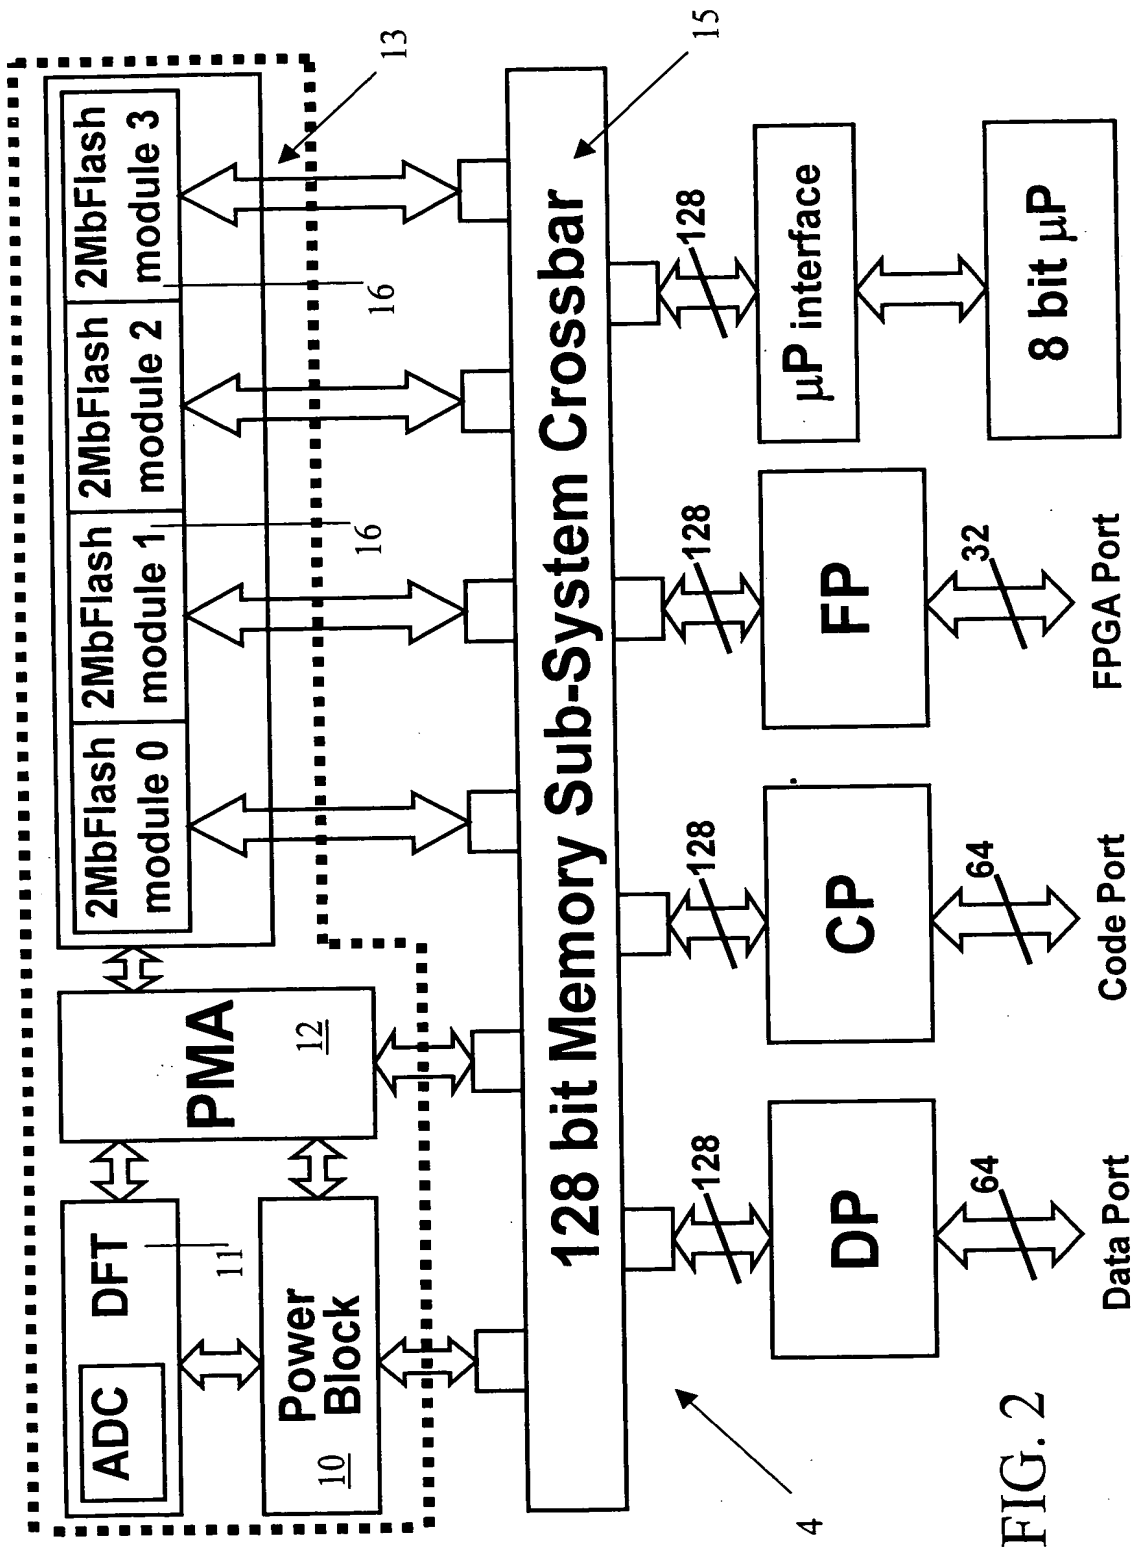 ADC
DFT
11
Power
Block
10
PMA
12
2MbFlash
module 0
2MbFlash
module 1
2MbFlash
module 2
2MbFlash
module 3
16
16
13
128 bit Memory Sub-System Crossbar
15
128
128
128
128
DP
CP
FP
µP interface
64
64
32
8 bit µP
Data Port
Code Port
FPGA Port
4
FIG. 2